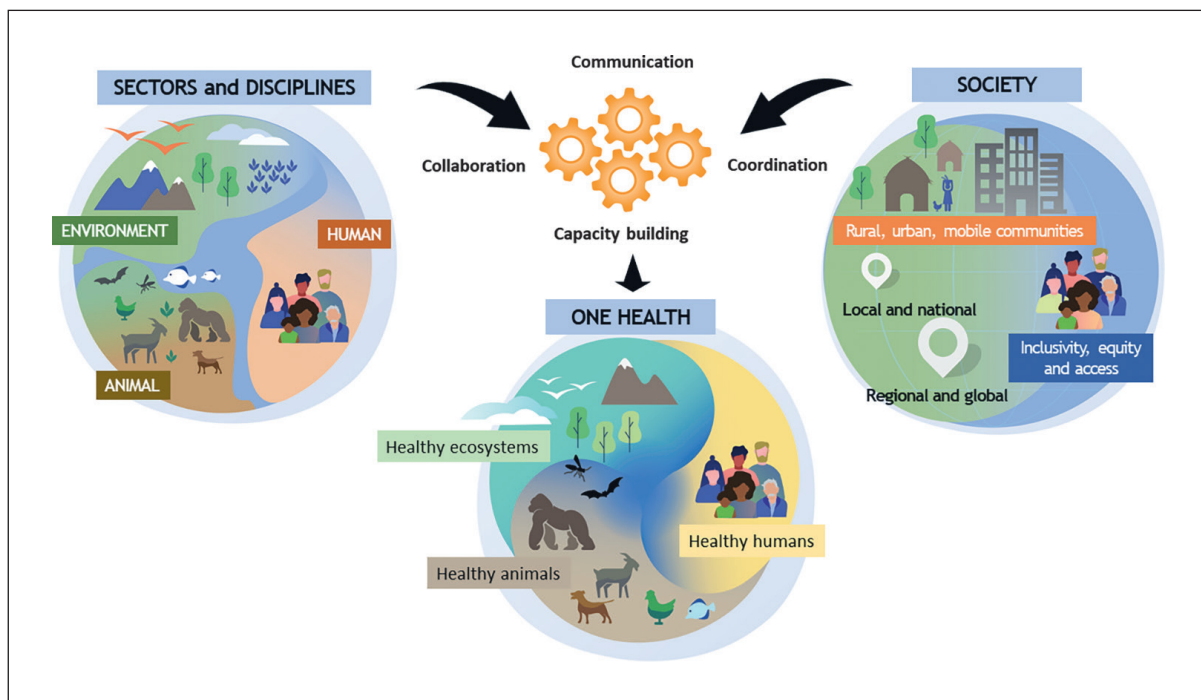 SECTORS and DISCIPLINES
ENVIRONMENT
HUMAN
ANIMAL
Communication
Collaboration
Coordination
Capacity building
SOCIETY
Rural, urban, mobile communities
Local and national
Regional and global
Inclusivity, equity
and access
ONE HEALTH
Healthy ecosystems
Healthy humans
Healthy animals